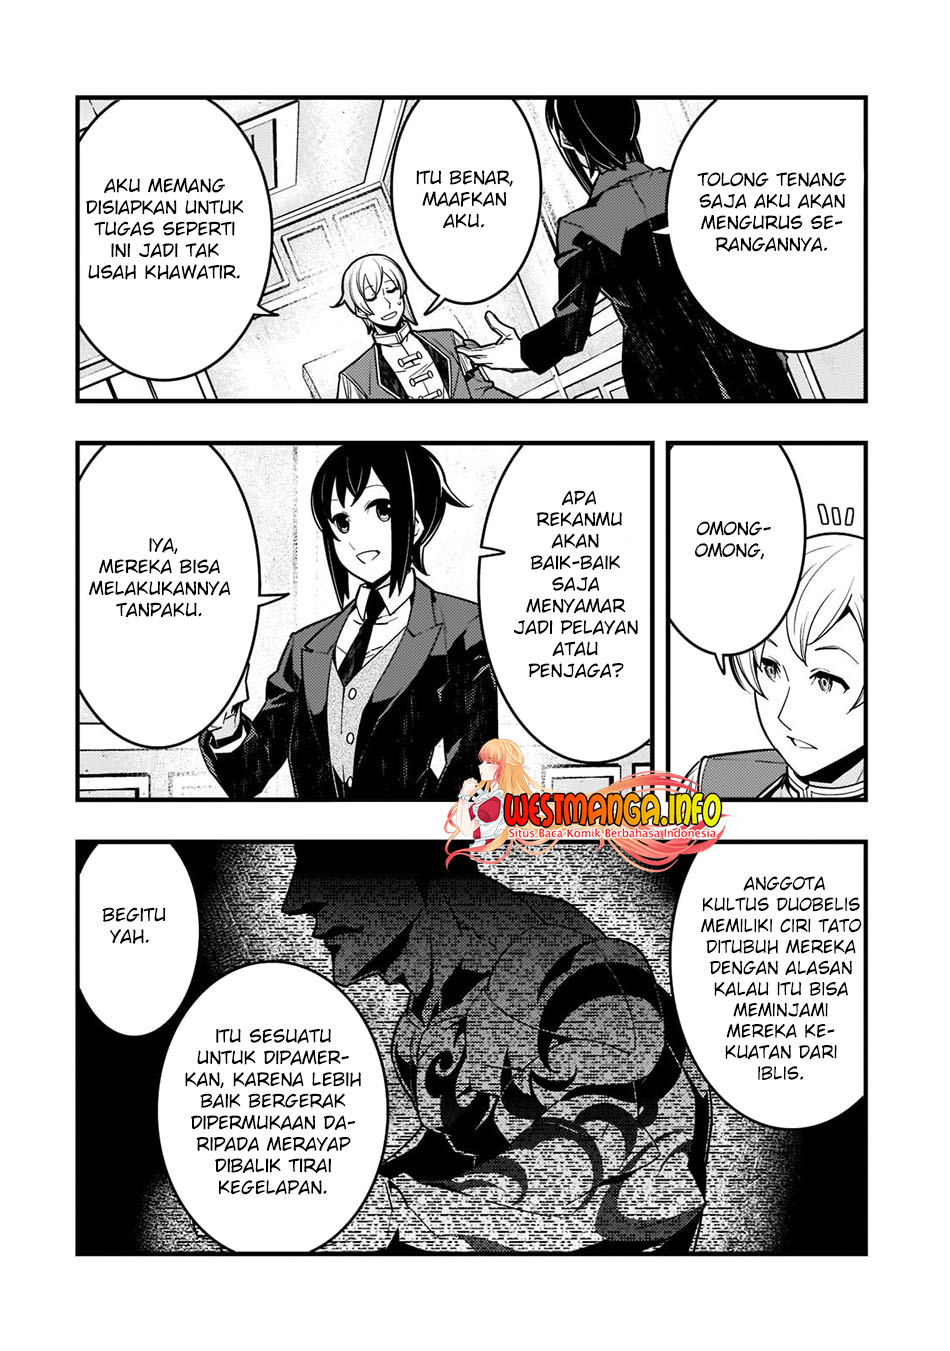 TOLONG TENANG
SAJA AKU AKAN
MENGURUS SE-
RANGANNYA.
ITU BENAR,
MAAFKAN
AKU.
AKU MEMANG
DISIAPKAN UNTUK
TUGAS SEPERTI
INI JADI TAK
USAH KHAWATIR.
OMONG-
OMONG,
APA
REKANMU
AKAN
BAIK-BAIK
SAJA
MENYAMAR
JADI PELAYAN
ATAU
PENJAGA?
IYA,
MEREKA BISA
MELAKUKANNYA
TANPAKU.
WESTMANGA.INFO
Situs Baca Komik Berbahasa Indonesia
ANGGOTA
KULTUS DUOBELIS
MEMILIKI CIRI TATO
DITUBUH MEREKA
DENGAN ALASAN
KALAU ITU BISA
MEMINJAMI
MEREKA KE-
KUATAN DARI
IBLIS.
ITU SESUATU
UNTUK DIPAMER-
KAN, KARENA LEBIH
BAIK BERGERAK
DIPERMUKAAN DA-
RIPADA MERAYAP
DIBALIK TIRAI
KEGELAPAN.
BEGITU
YAH.